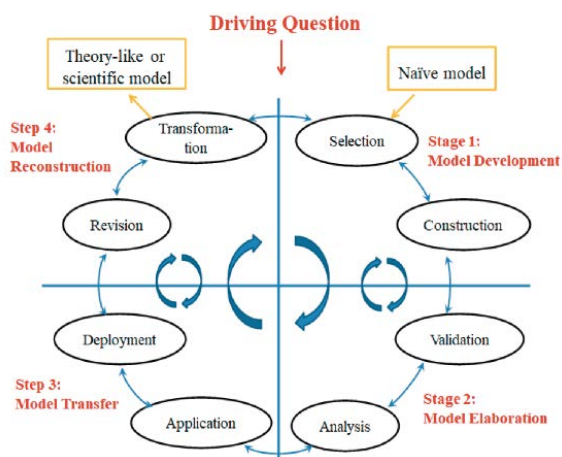 Driving Question
Theory-like or
scientific model
Naïve model
Step 4:
Model
Reconstruction
Transforma-
tion
Selection
Stage 1:
Model Development
Revision
Construction
Deployment
Validation
Step 3:
Model Transfer
Application
Analysis
Stage 2:
Model Elaboration